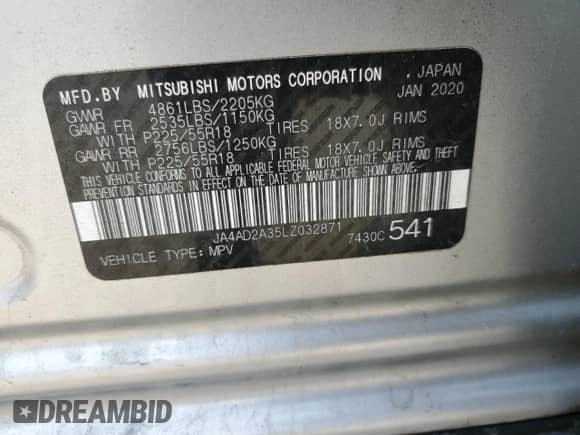 MFD.BY MITSUBISHI MOTORS CORPORATION , JAPAN
GVWR 4861LBS/2205KG JAN 2020
GAWR FR 2535LBS/1150KG
WITH P225/55R18 TIRES 18X7.0J RIMS
GAWR RR 2756LBS/1250KG
WITH P225/55R18 TIRES 18X7.0J RIMS
THIS VEHICLE CONFORMS TO ALL APPLICABLE FEDERAL MOTOR VEHICLE SAFETY AND THEFT
PREVENTION STANDARDS IN EFFECT ON THE DATE OF MANUFACTURE SHOWN ABOVE.
JA4AD2A35LZ032871
VEHICLE TYPE: MPV 7430C 541
DREAMBID